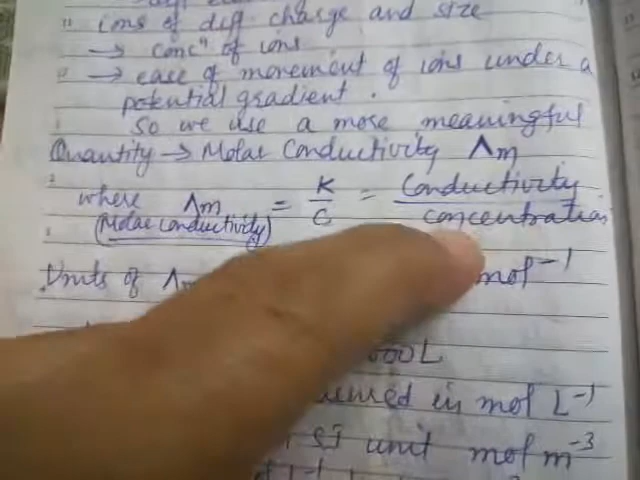 " ions of diff charge and size
→ concⁿ of ions
" → ease of movement of ions under a
potential gradient.
So we use a more meaningful
Quantity → Molar Conductivity Λm
where Λm = K/C = Conductivity/concentration
(Molar conductivity)
Units of Λm mol⁻¹
000L
in mol L⁻¹
SI unit mol m⁻³